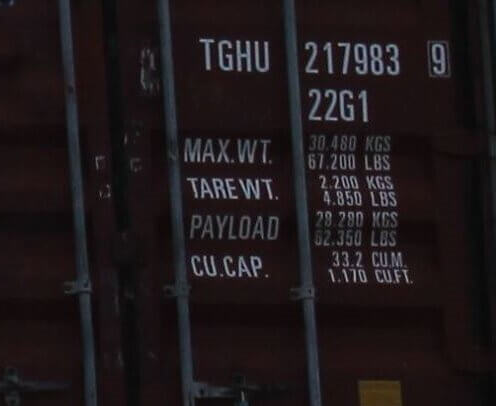 TGHU 217983 9
22G1
MAX.WT. 30.480 KGS
67.200 LBS
TARE WT. 2.200 KGS
4.850 LBS
PAYLOAD 28.280 KGS
62.350 LBS
CU.CAP. 33.2 CU.M.
1.170 CU.FT.